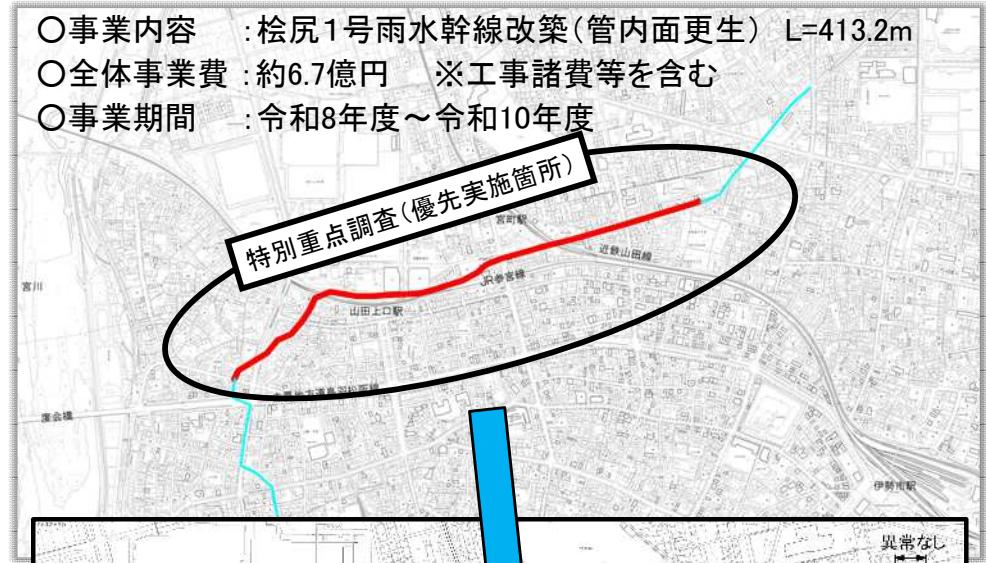 〇事業内容　：桧尻１号雨水幹線改築（管内面更生）　L=413.2m
〇全体事業費：約6.7億円　※工事諸費等を含む
〇事業期間　：令和8年度～令和10年度
特別重点調査（優先実施箇所）
宮町駅
近鉄山田線
JR参宮線
宮川
山田上口駅
度会橋
伊勢市駅
異常なし